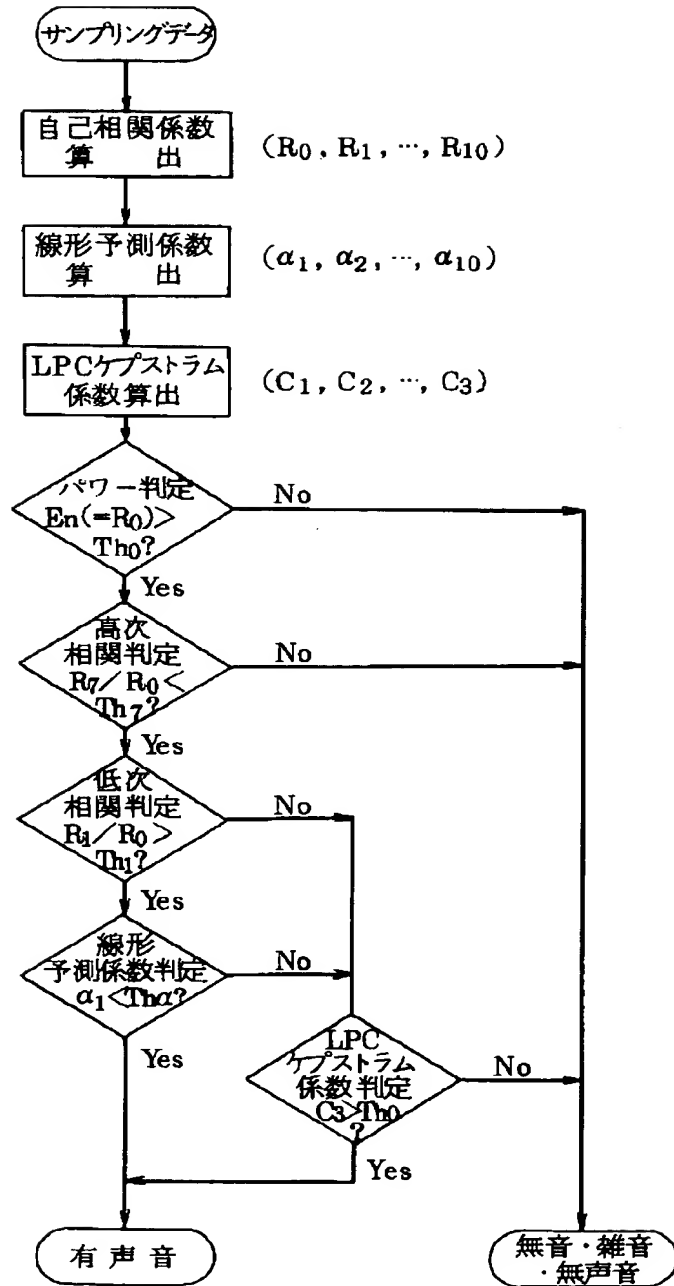 サンプリングデータ
自己相関係数
算　出
(R₀, R₁, …, R₁₀)
線形予測係数
算　出
(α₁, α₂, …, α₁₀)
LPCケプストラム
係数算出
(C₁, C₂, …, C₃)
パワー判定
En(=R₀)>
Th₀?
No
Yes
高次
相関判定
R₇/R₀<
Th₇?
No
Yes
低次
相関判定
R₁/R₀>
Th₁?
No
Yes
線形
予測係数判定
α₁<Thα?
No
Yes
LPC
ケプストラム
係数判定
C₃>Th₀
?
No
Yes
有声音
無音・雑音
・無声音